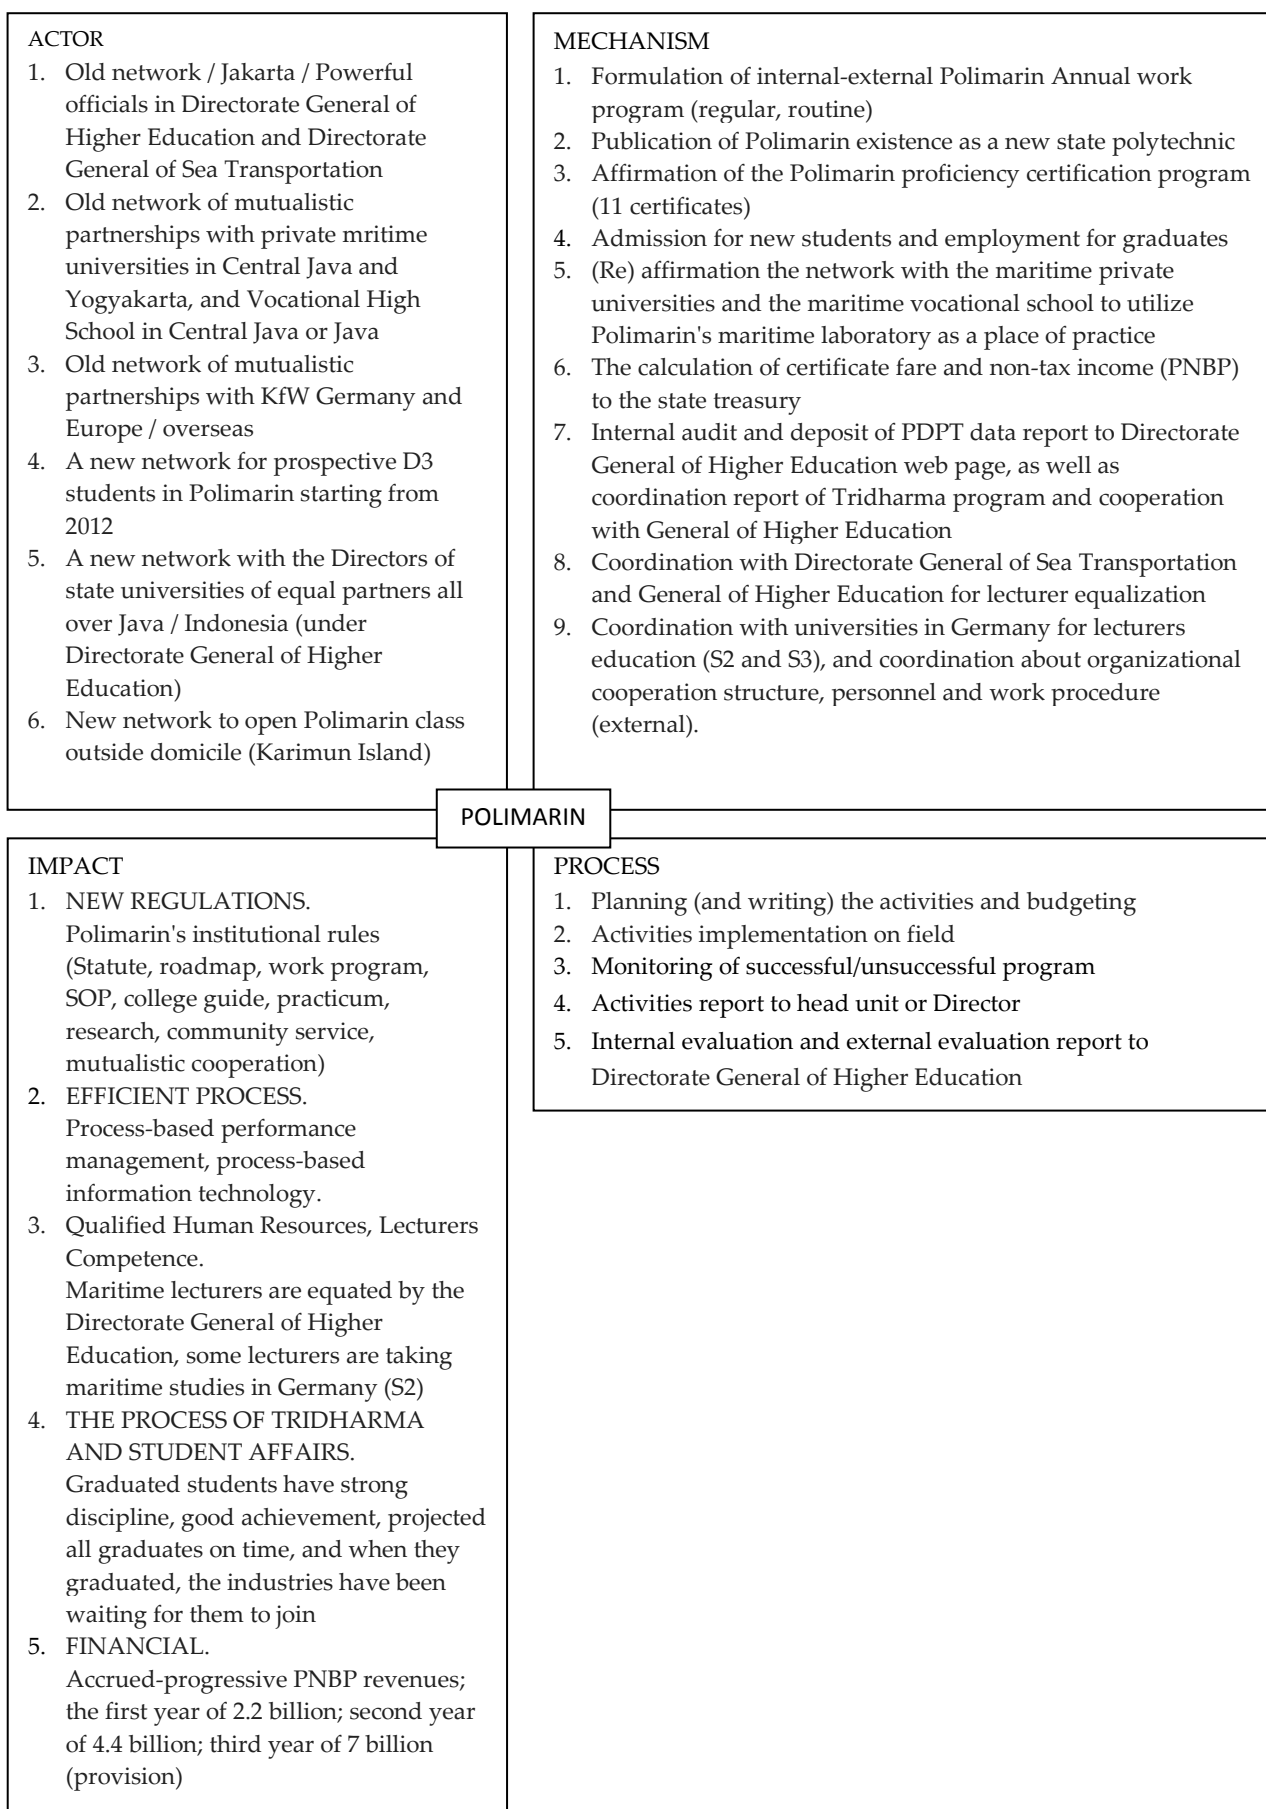 ACTOR
1. Old network / Jakarta / Powerful
officials in Directorate General of
Higher Education and Directorate
General of Sea Transportation
2. Old network of mutualistic
partnerships with private mritime
universities in Central Java and
Yogyakarta, and Vocational High
School in Central Java or Java
3. Old network of mutualistic
partnerships with KfW Germany and
Europe / overseas
4. A new network for prospective D3
students in Polimarin starting from
2012
5. A new network with the Directors of
state universities of equal partners all
over Java / Indonesia (under
Directorate General of Higher
Education)
6. New network to open Polimarin class
outside domicile (Karimun Island)
MECHANISM
1. Formulation of internal-external Polimarin Annual work
program (regular, routine)
2. Publication of Polimarin existence as a new state polytechnic
3. Affirmation of the Polimarin proficiency certification program
(11 certificates)
4. Admission for new students and employment for graduates
5. (Re) affirmation the network with the maritime private
universities and the maritime vocational school to utilize
Polimarin's maritime laboratory as a place of practice
6. The calculation of certificate fare and non-tax income (PNBP)
to the state treasury
7. Internal audit and deposit of PDPT data report to Directorate
General of Higher Education web page, as well as
coordination report of Tridharma program and cooperation
with General of Higher Education
8. Coordination with Directorate General of Sea Transportation
and General of Higher Education for lecturer equalization
9. Coordination with universities in Germany for lecturers
education (S2 and S3), and coordination about organizational
cooperation structure, personnel and work procedure
(external).
POLIMARIN
IMPACT
1. NEW REGULATIONS.
Polimarin's institutional rules
(Statute, roadmap, work program,
SOP, college guide, practicum,
research, community service,
mutualistic cooperation)
2. EFFICIENT PROCESS.
Process-based performance
management, process-based
information technology.
3. Qualified Human Resources, Lecturers
Competence.
Maritime lecturers are equated by the
Directorate General of Higher
Education, some lecturers are taking
maritime studies in Germany (S2)
4. THE PROCESS OF TRIDHARMA
AND STUDENT AFFAIRS.
Graduated students have strong
discipline, good achievement, projected
all graduates on time, and when they
graduated, the industries have been
waiting for them to join
5. FINANCIAL.
Accrued-progressive PNBP revenues;
the first year of 2.2 billion; second year
of 4.4 billion; third year of 7 billion
(provision)
PROCESS
1. Planning (and writing) the activities and budgeting
2. Activities implementation on field
3. Monitoring of successful/unsuccessful program
4. Activities report to head unit or Director
5. Internal evaluation and external evaluation report to
Directorate General of Higher Education